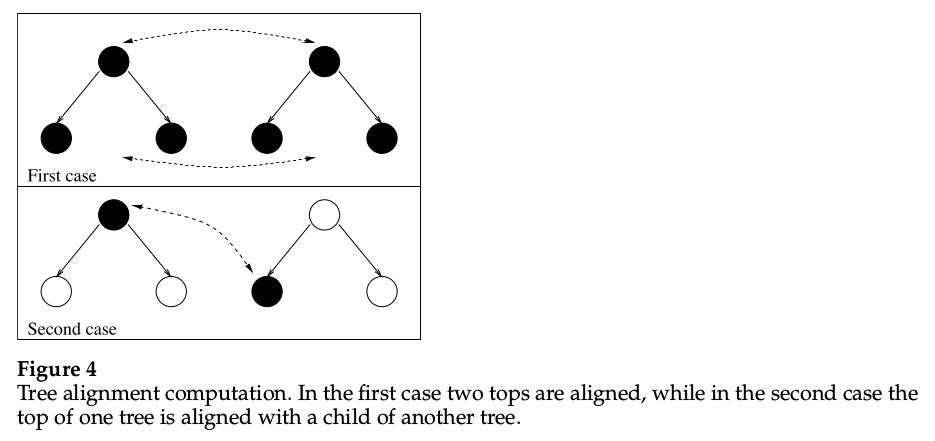 First case
Second case
Figure 4
Tree alignment computation. In the first case two tops are aligned, while in the second case the
top of one tree is aligned with a child of another tree.